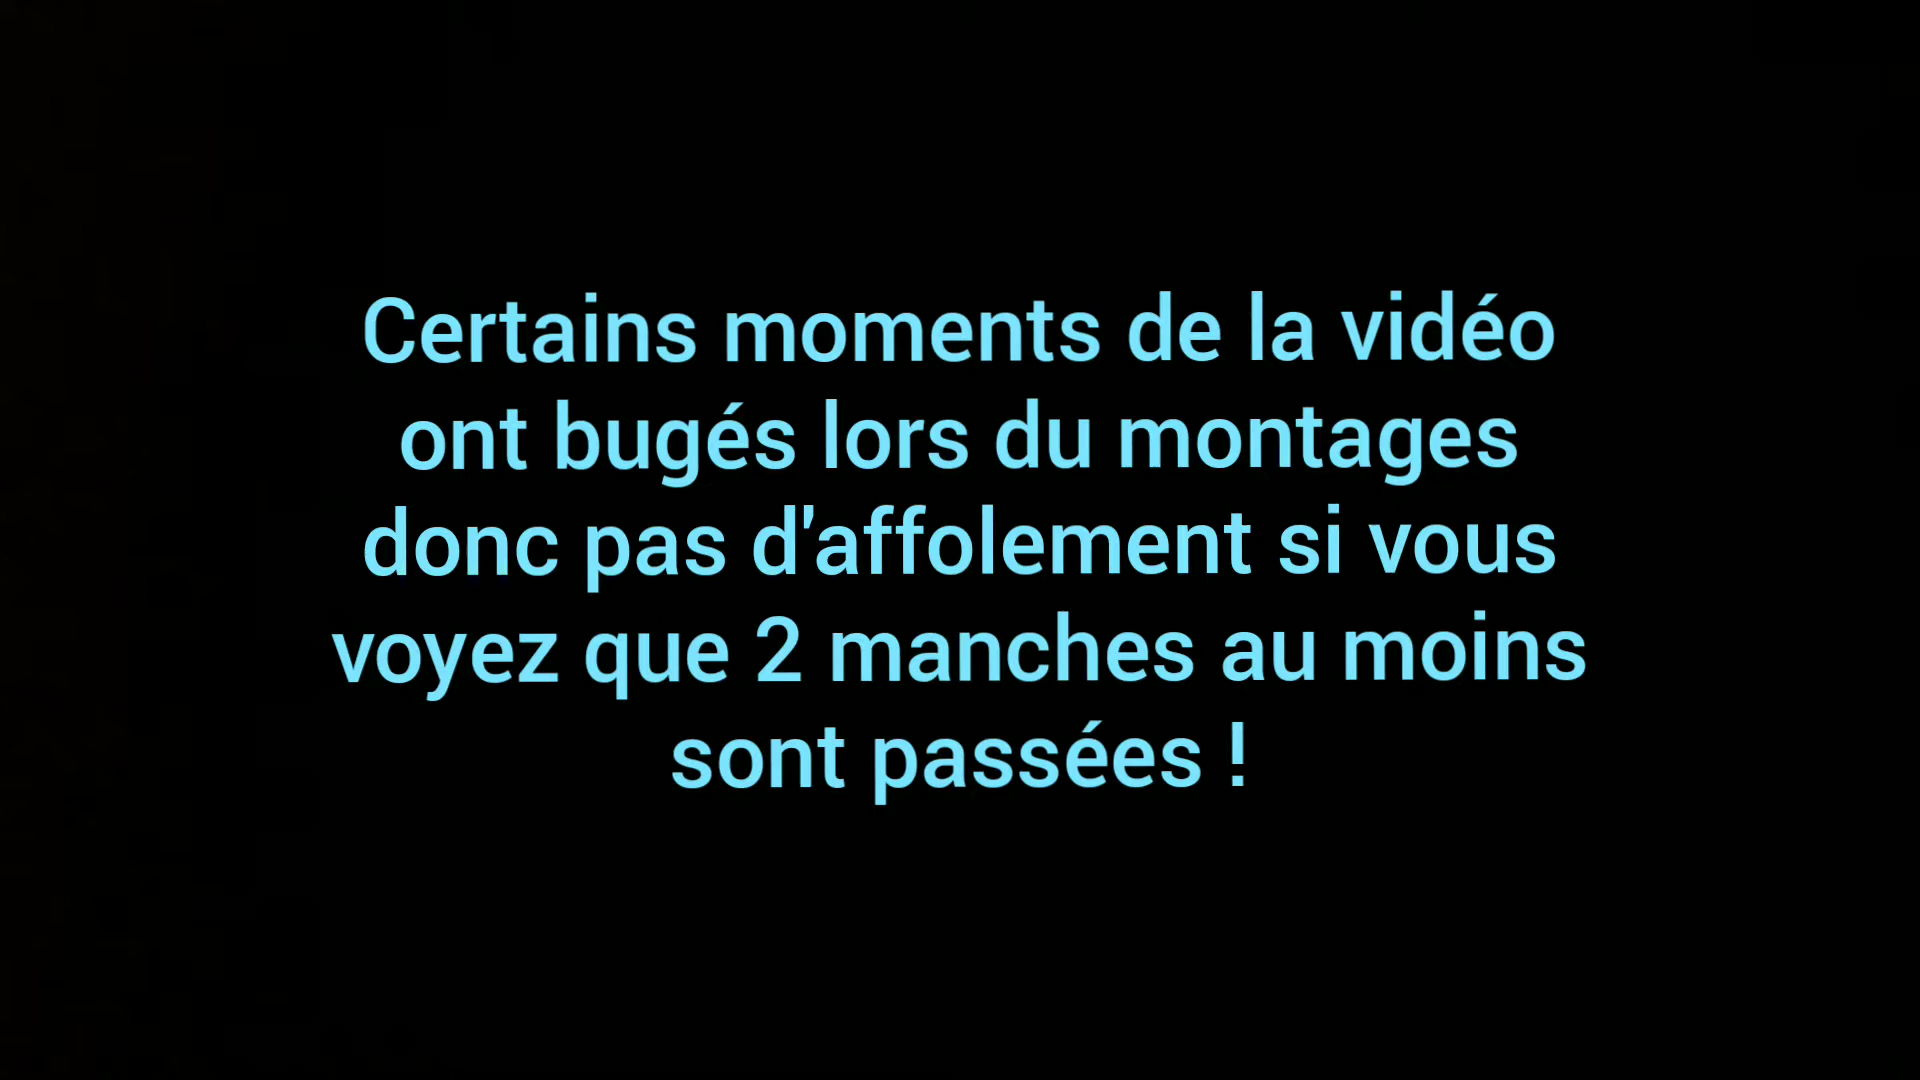 Certains moments de la vidéo
ont bugés lors du montages
donc pas d'affolement si vous
voyez que 2 manches au moins
sont passées !